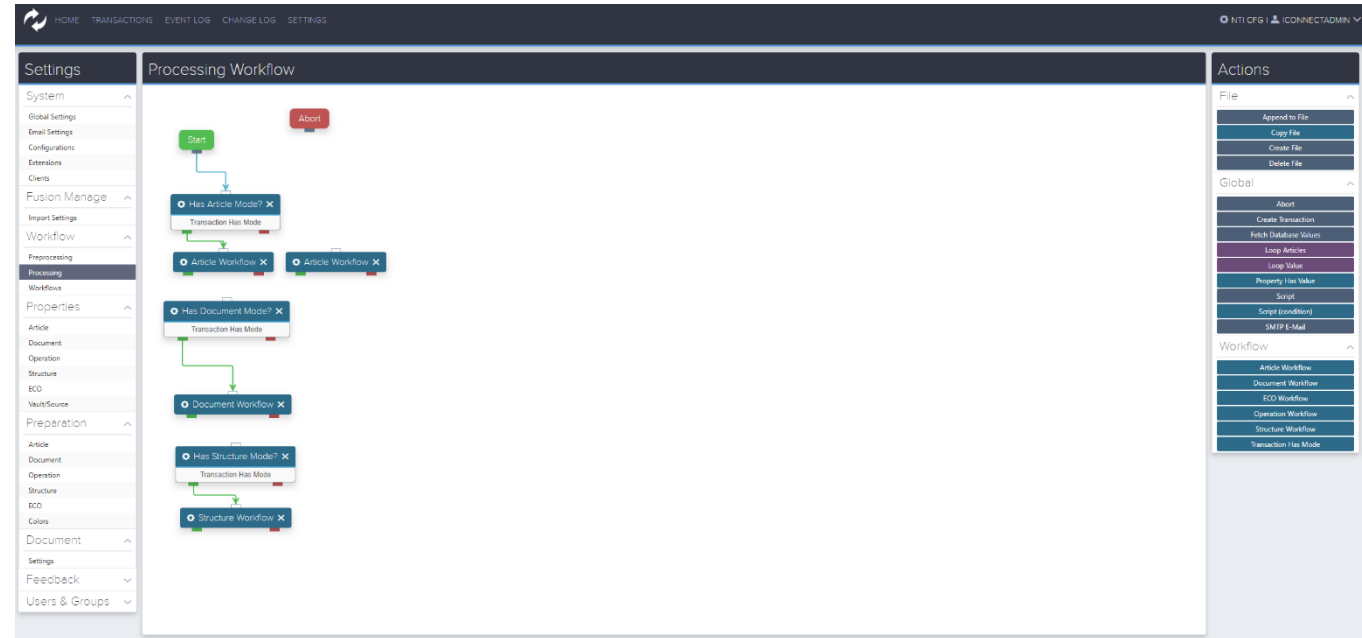 HOME TRANSACTIONS EVENT LOG CHANGE LOG SETTINGS
NTI CFG | ICONNECTADMIN
Settings
System
Global Settings
Email Settings
Configurations
Extensions
Clients
Fusion Manage
Import Settings
Workflow
Preprocessing
Processing
Workflows
Properties
Article
Document
Operation
Structure
ECO
Vault/Source
Preparation
Article
Document
Operation
Structure
ECO
Colors
Document
Settings
Feedback
Users & Groups
Processing Workflow
Abort
Start
Has Article Mode?
Transaction Has Mode
Article Workflow
Article Workflow
Has Document Mode?
Transaction Has Mode
Document Workflow
Has Structure Mode?
Transaction Has Mode
Structure Workflow
Actions
File
Append to File
Copy File
Create File
Delete File
Global
Abort
Create Transaction
Fetch Database Values
Loop Articles
Loop Value
Property Has Value
Script
Script (condition)
SMTP E-Mail
Workflow
Article Workflow
Document Workflow
ECO Workflow
Operation Workflow
Structure Workflow
Transaction Has Mode